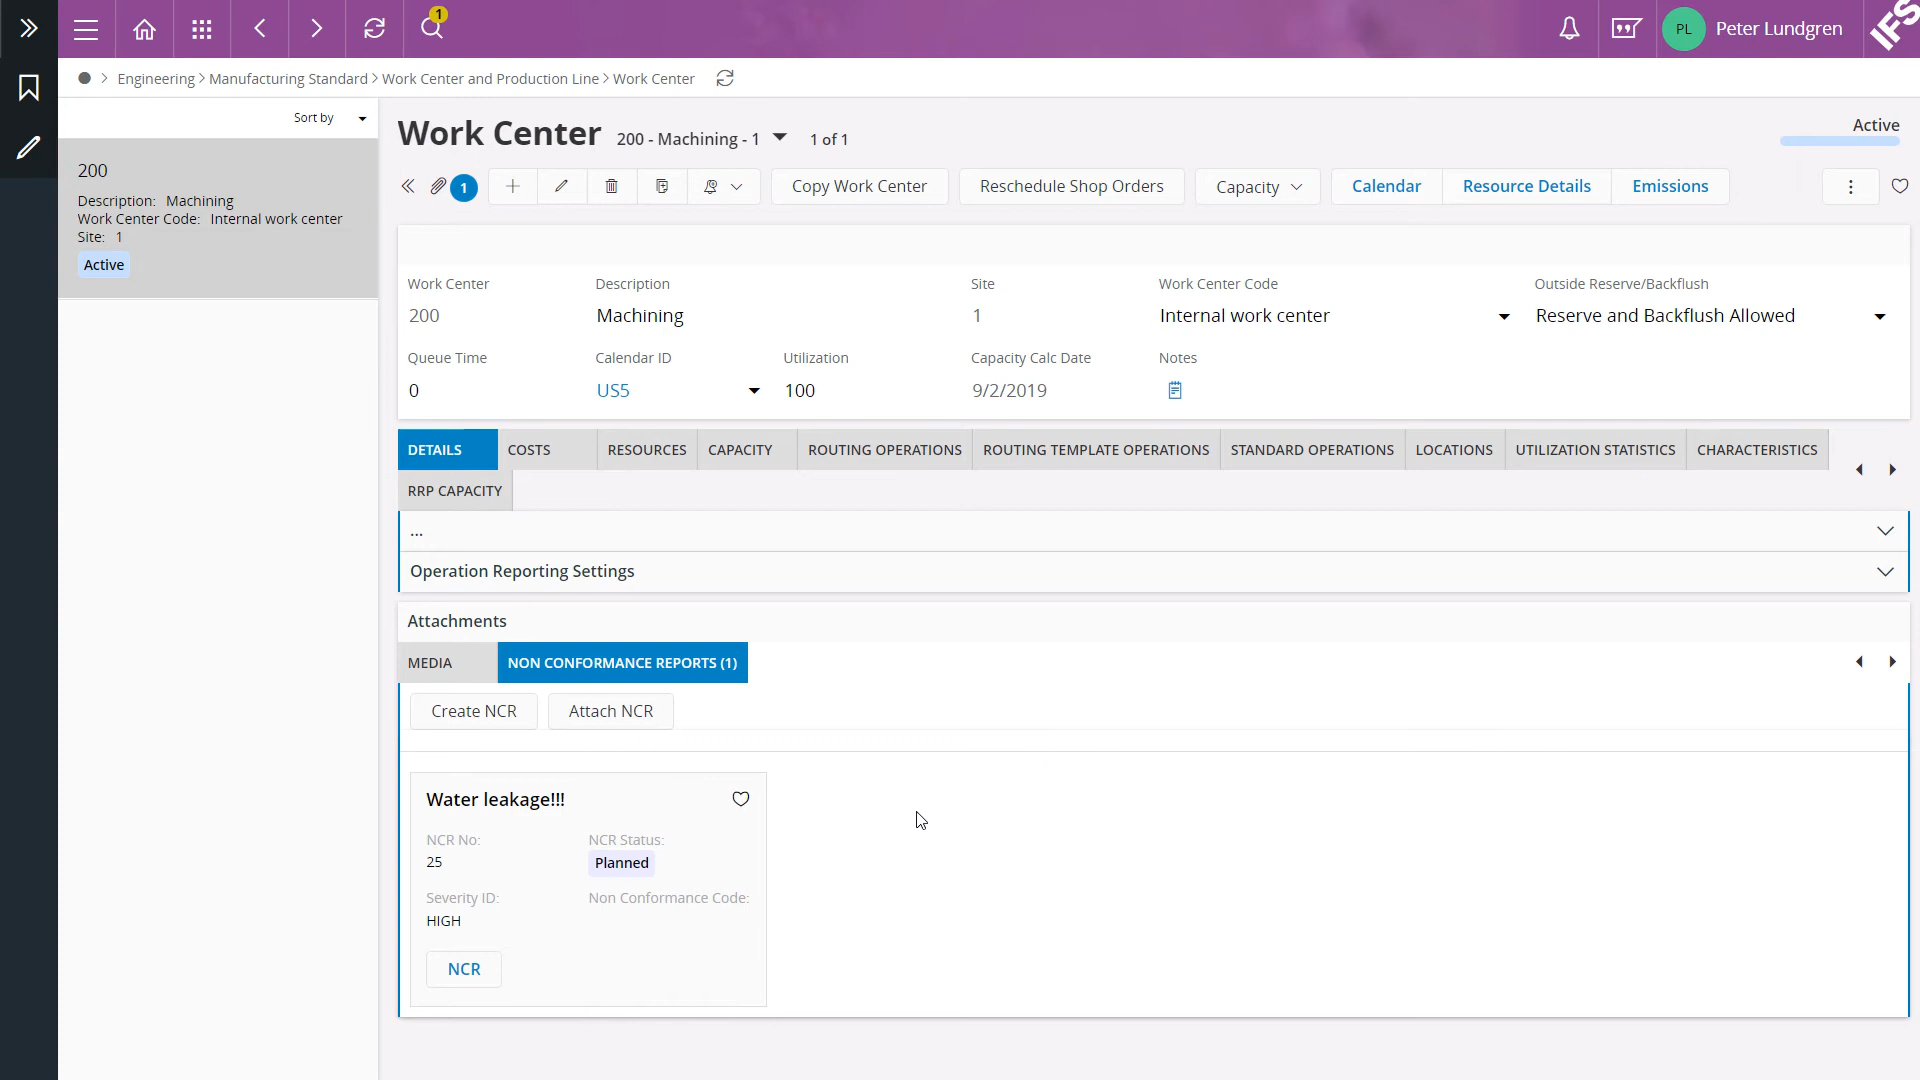 1
PL
Peter Lundgren
IFS
Engineering > Manufacturing Standard > Work Center and Production Line > Work Center
Sort by
200
Description: Machining
Work Center Code: Internal work center
Site: 1
Active
Work Center 200 - Machining - 1 1 of 1
Active
1
Copy Work Center
Reschedule Shop Orders
Capacity
Calendar
Resource Details
Emissions
Work Center Description Site Work Center Code Outside Reserve/Backflush
200 Machining 1 Internal work center Reserve and Backflush Allowed
Queue Time Calendar ID Utilization Capacity Calc Date Notes
0 US5 100 9/2/2019
DETAILS COSTS RESOURCES CAPACITY ROUTING OPERATIONS ROUTING TEMPLATE OPERATIONS STANDARD OPERATIONS LOCATIONS UTILIZATION STATISTICS CHARACTERISTICS
RRP CAPACITY
...
Operation Reporting Settings
Attachments
MEDIA NON CONFORMANCE REPORTS (1)
Create NCR Attach NCR
Water leakage!!!
NCR No: NCR Status:
25 Planned
Severity ID: Non Conformance Code:
HIGH
NCR